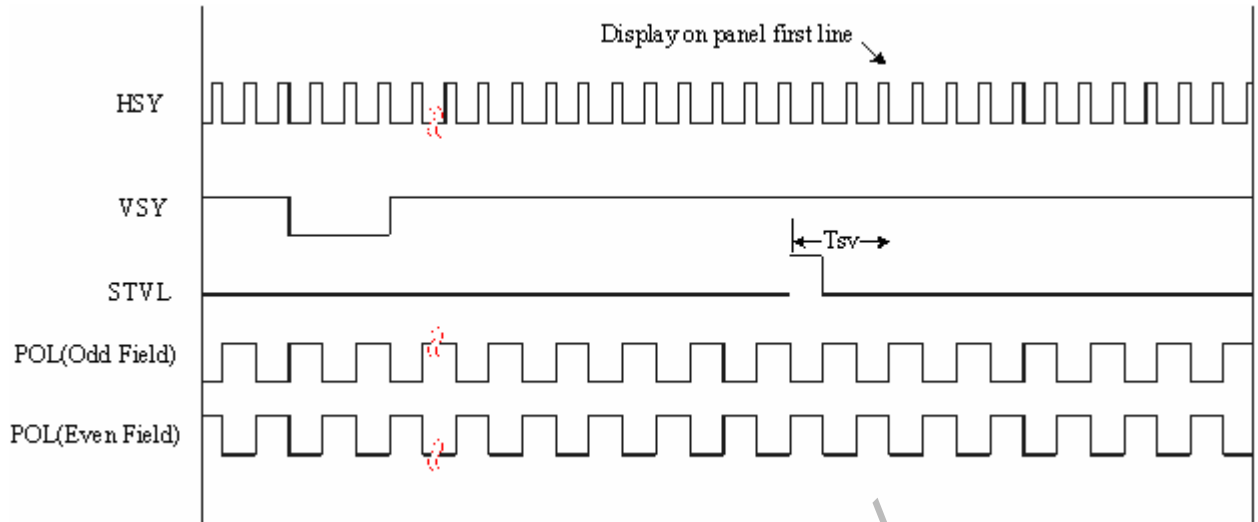 Display on panel first line
HSY
VSY
Tsv
STVL
POL(Odd Field)
POL(Even Field)